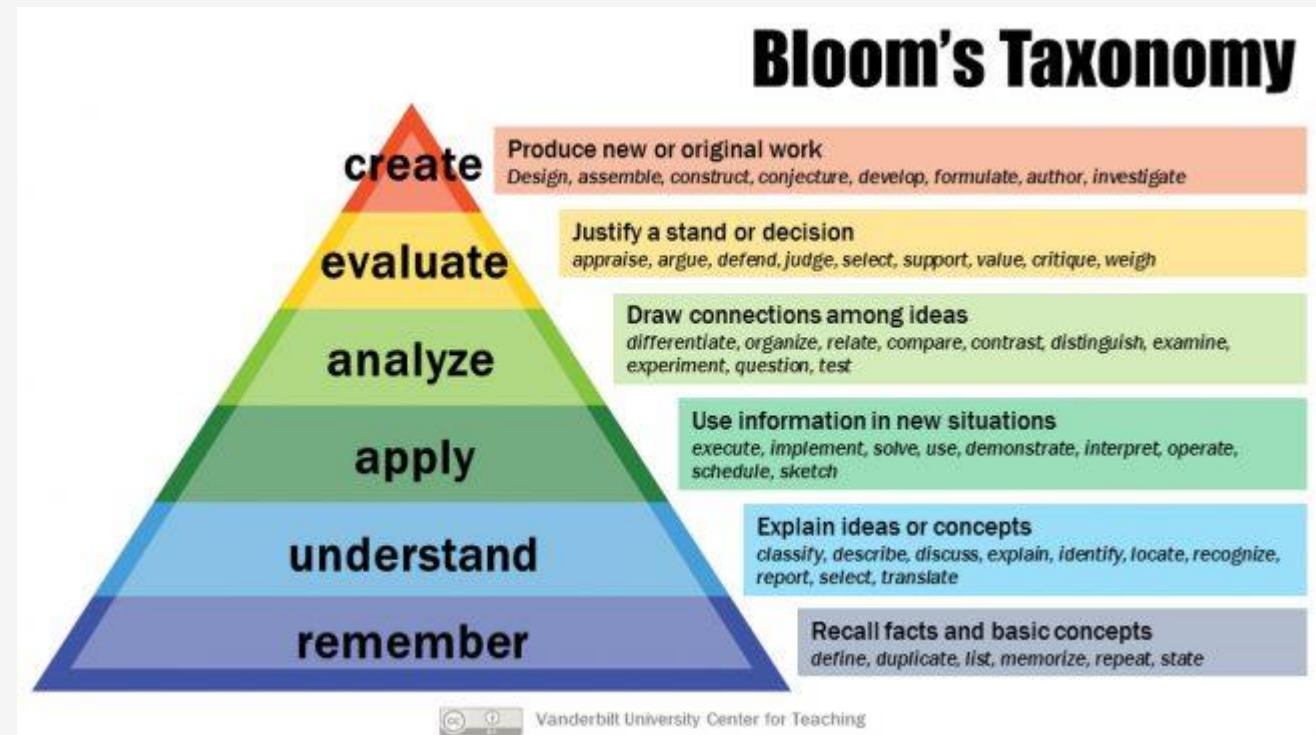 Bloom's Taxonomy
create
Produce new or original work
Design, assemble, construct, conjecture, develop, formulate, author, investigate
evaluate
Justify a stand or decision
appraise, argue, defend, judge, select, support, value, critique, weigh
analyze
Draw connections among ideas
differentiate, organize, relate, compare, contrast, distinguish, examine,
experiment, question, test
apply
Use information in new situations
execute, implement, solve, use, demonstrate, interpret, operate,
schedule, sketch
understand
Explain ideas or concepts
classify, describe, discuss, explain, identify, locate, recognize,
report, select, translate
remember
Recall facts and basic concepts
define, duplicate, list, memorize, repeat, state
cc
Vanderbilt University Center for Teaching